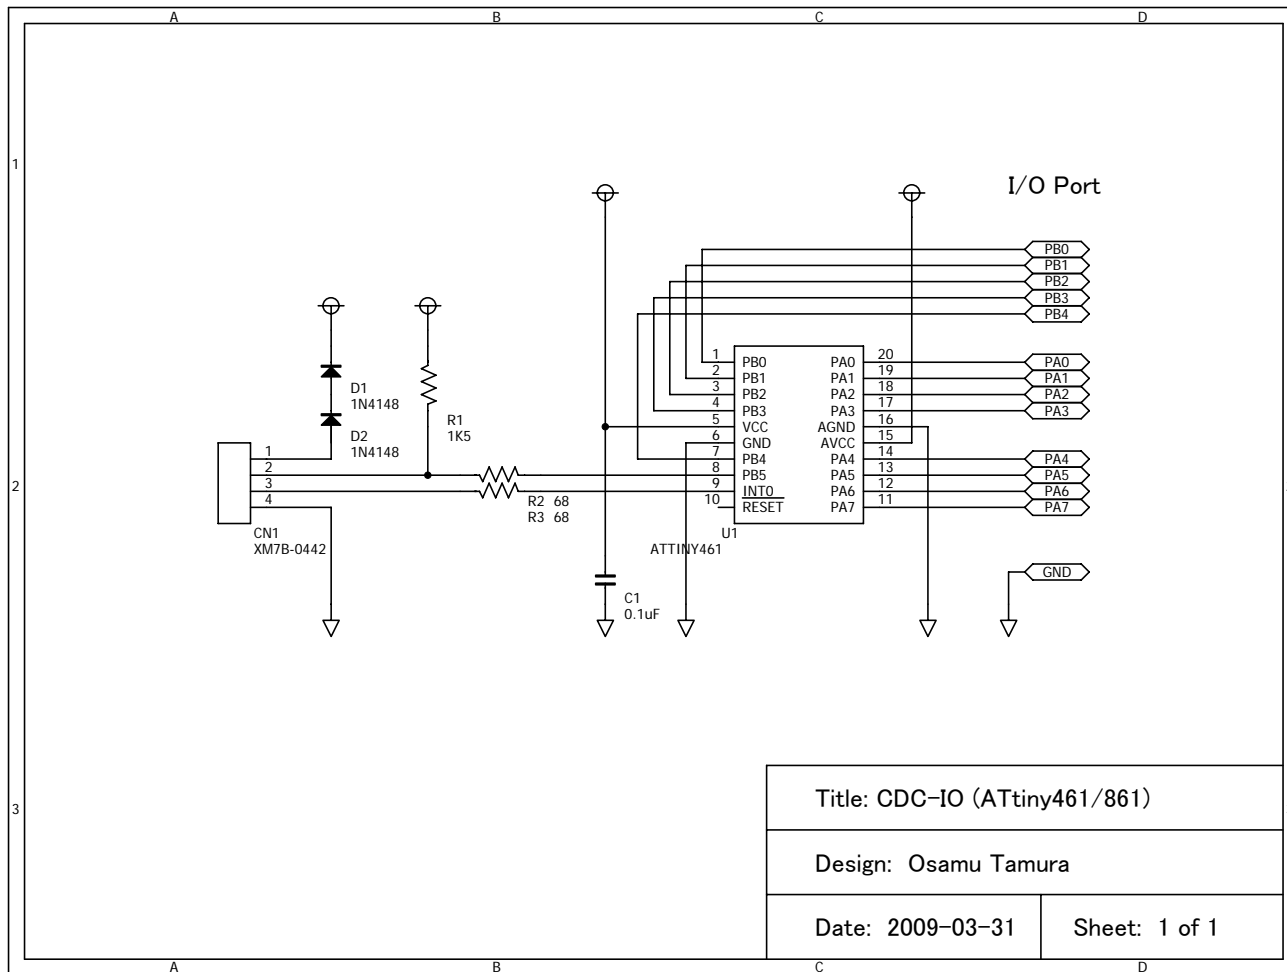 A B C D
1
I/O Port
PB0
PB1
PB2
PB3
PB4
1 PB0 PA0 20 PA0
2 PB1 PA1 19 PA1
3 PB2 PA2 18 PA2
4 PB3 PA3 17 PA3
5 VCC AGND 16
6 GND AVCC 15
7 PB4 PA4 14 PA4
8 PB5 PA5 13 PA5
9 INT0 PA6 12 PA6
10 RESET PA7 11 PA7
U1
ATTINY461
D1
1N4148
D2
1N4148
R1
1K5
1
2
3
4
CN1
XM7B-0442
R2 68
R3 68
2
C1
0.1uF
GND
3
Title: CDC-IO (ATtiny461/861)
Design: Osamu Tamura
Date: 2009-03-31 Sheet: 1 of 1
A B C D